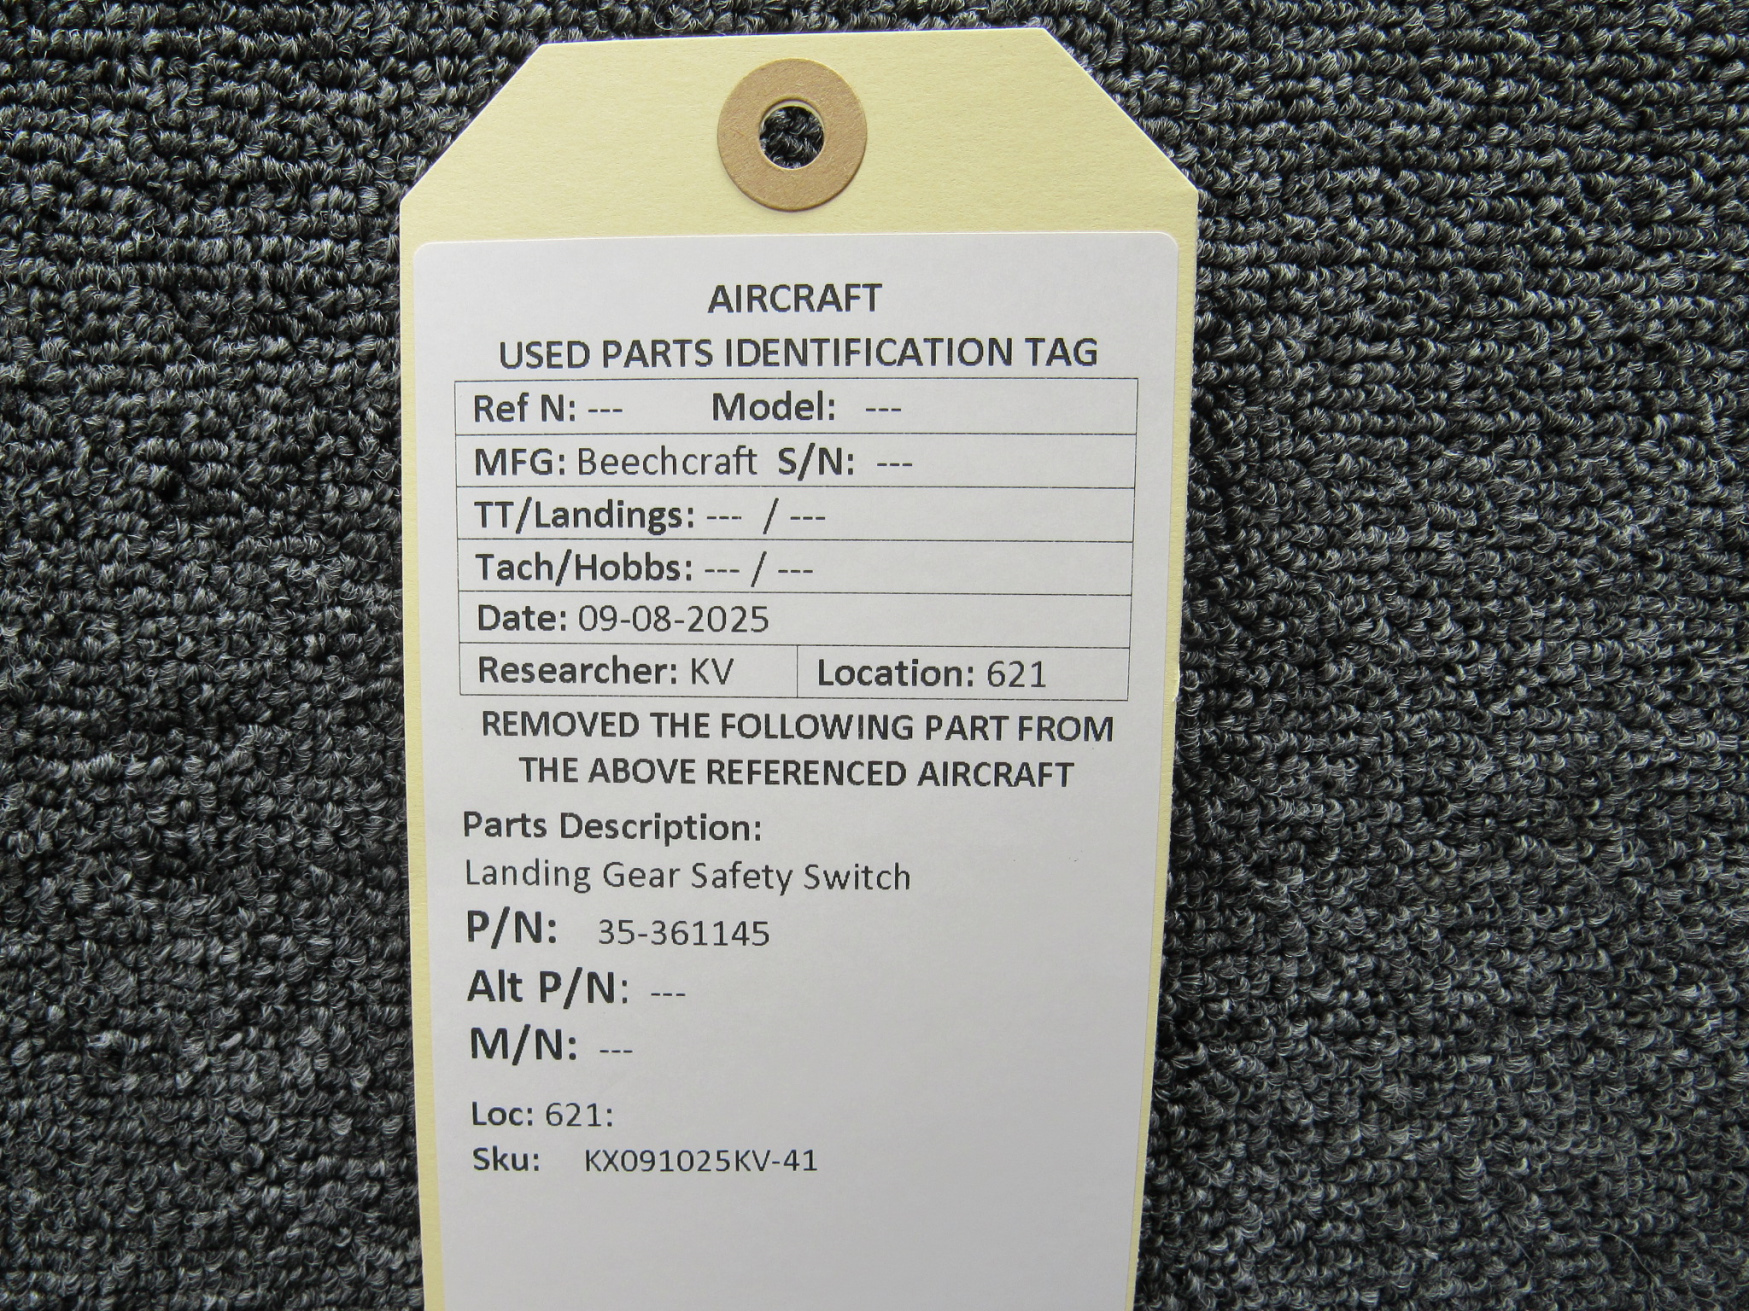 AIRCRAFT
USED PARTS IDENTIFICATION TAG
Ref N: --- Model: ---
MFG: Beechcraft S/N: ---
TT/Landings: --- / ---
Tach/Hobbs: --- / ---
Date: 09-08-2025
Researcher: KV Location: 621
REMOVED THE FOLLOWING PART FROM
THE ABOVE REFERENCED AIRCRAFT
Parts Description:
Landing Gear Safety Switch
P/N: 35-361145
Alt P/N: ---
M/N: ---
Loc: 621:
Sku: KX091025KV-41